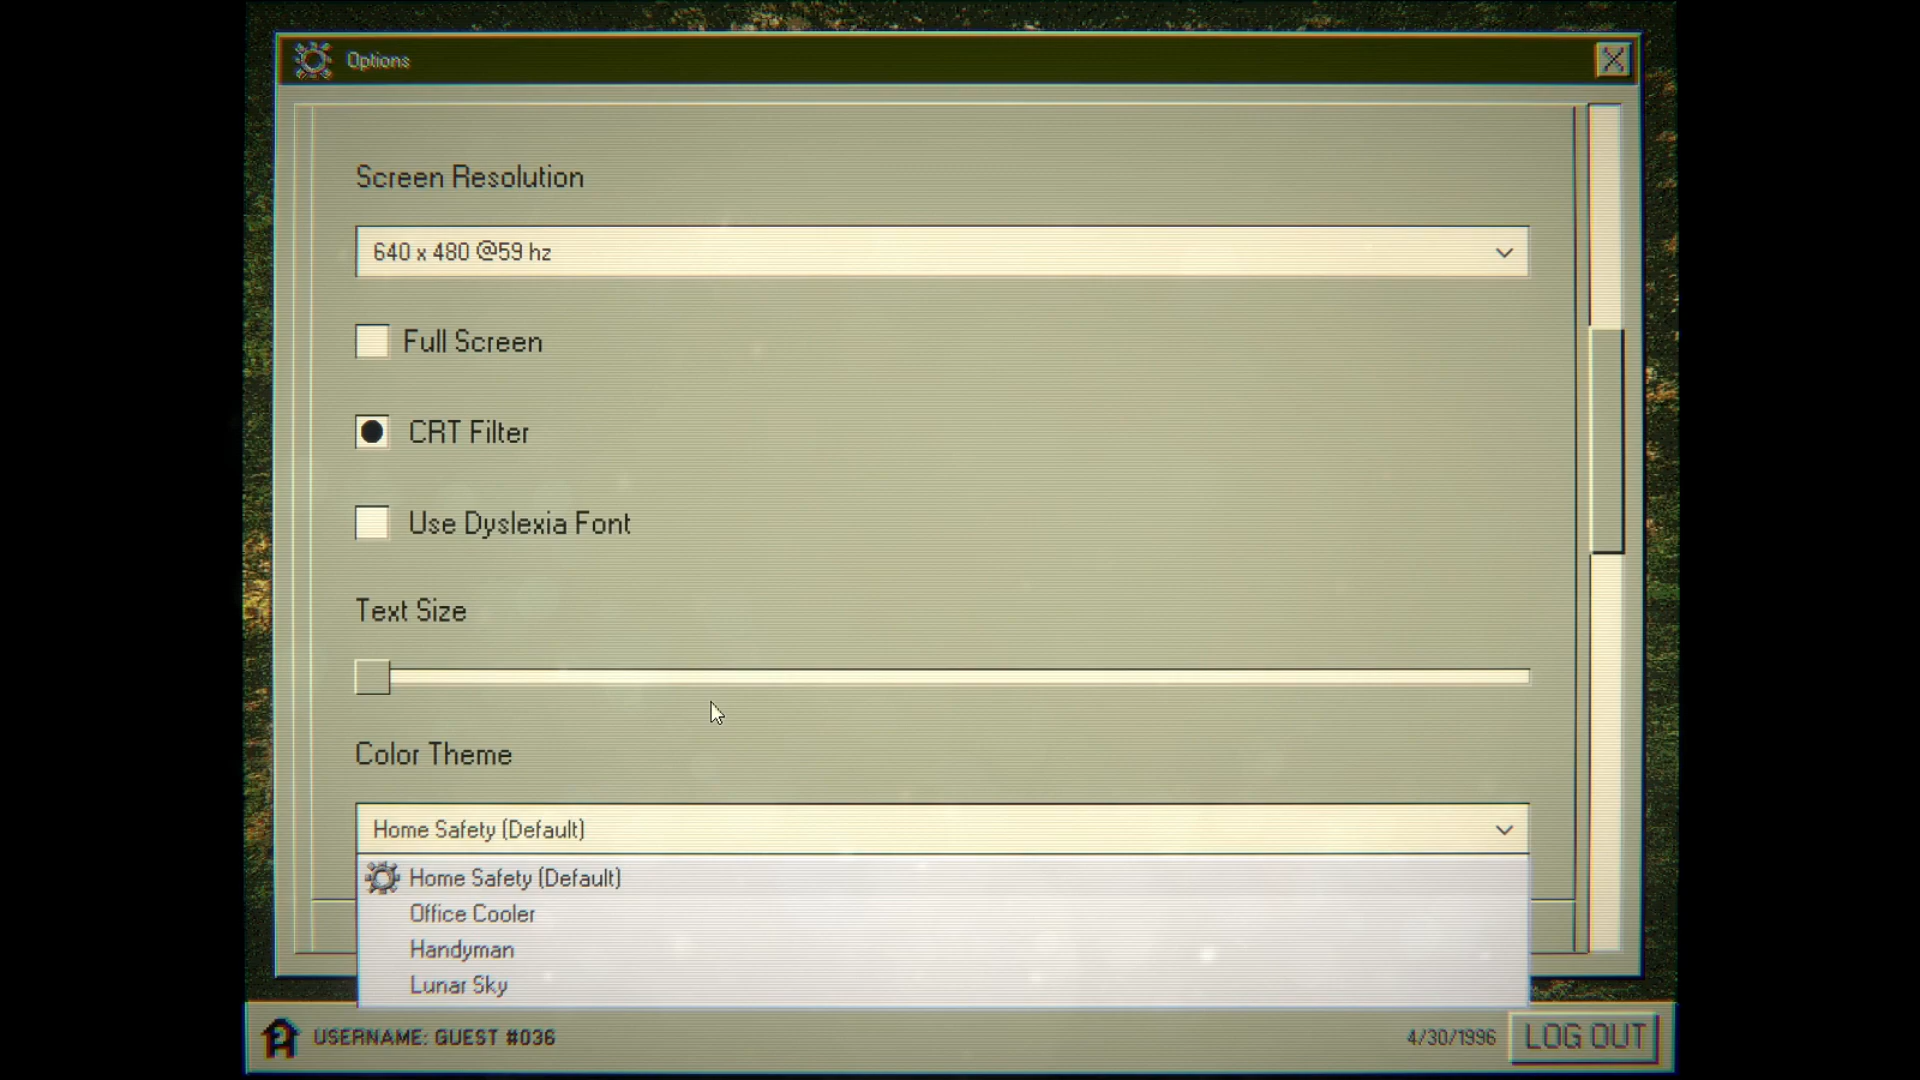 Options
Screen Resolution
640 x 480 @59 hz
Full Screen
CRT Filter
Use Dyslexia Font
Text Size
Color Theme
Home Safety (Default)
Home Safety (Default)
Office Cooler
Handyman
Lunar Sky
USERNAME: GUEST #036
4/30/1996
LOG OUT